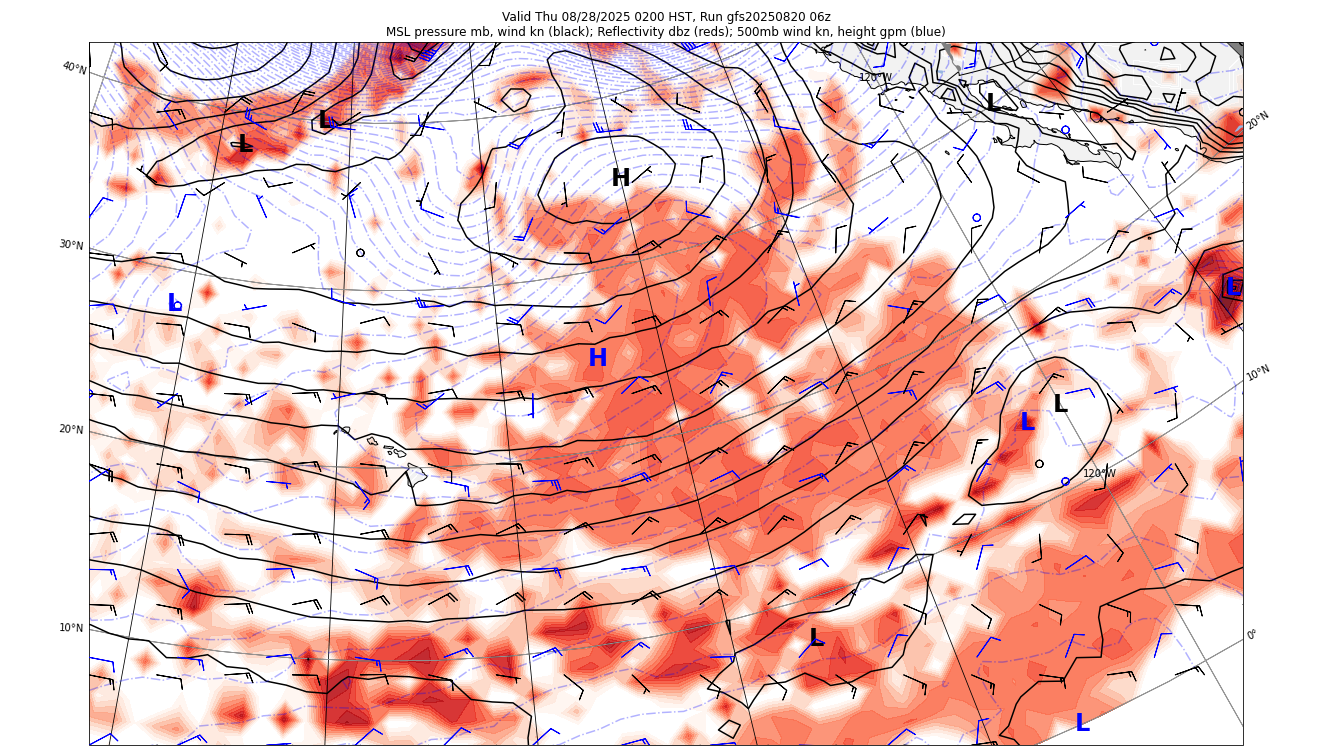 Valid Thu 08/28/2025 0200 HST, Run gfs20250820 06z
MSL pressure mb, wind kn (black); Reflectivity dbz (reds); 500mb wind kn, height gpm (blue)
40°N
120°W
L
20°N
L
L
H
30°N
L
L
H
10°N
L
L
20°N
120°W
10°N
L
0°
L